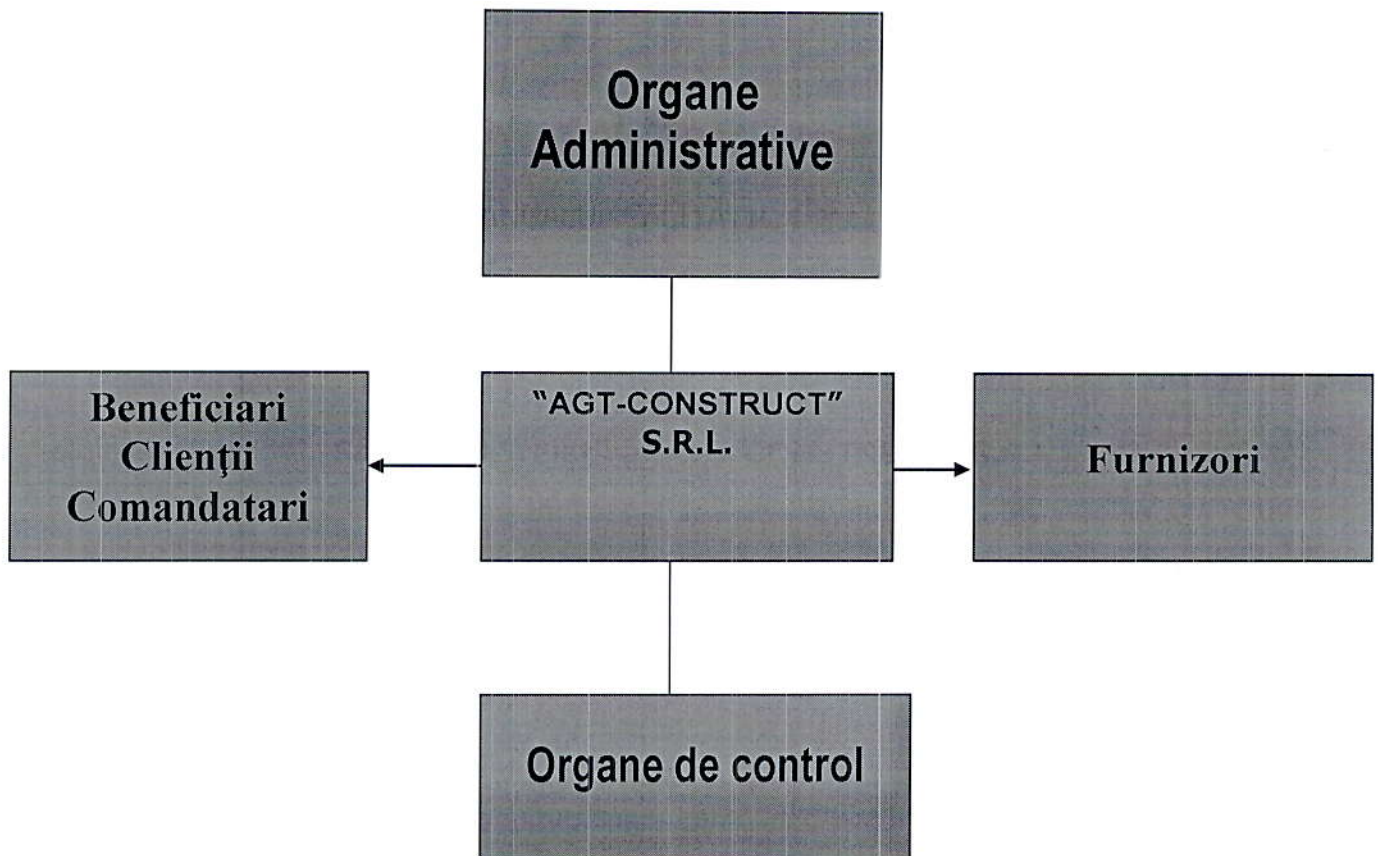 Organe
Administrative
Beneficiari
Clienţii
Comandatari
"AGT-CONSTRUCT"
S.R.L.
Furnizori
Organe de control